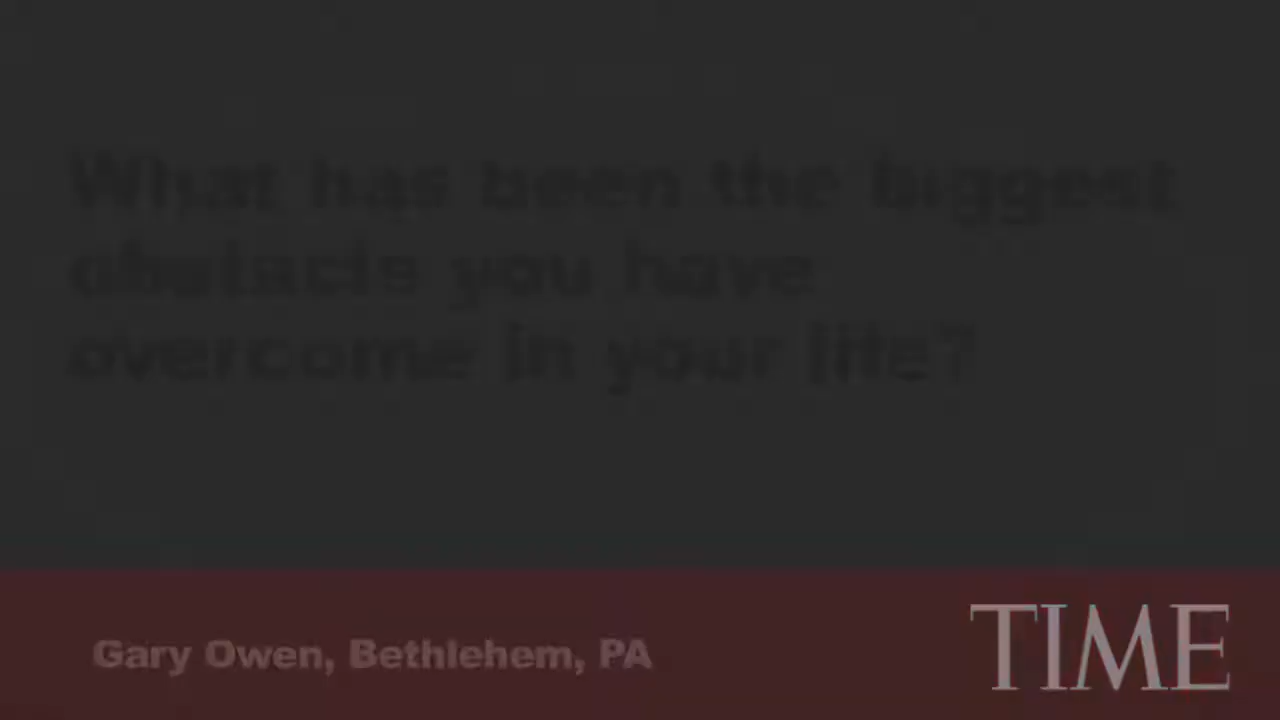 What has been the biggest
obstacle you have
overcome in your life?
Gary Owen, Bethlehem, PA
TIME